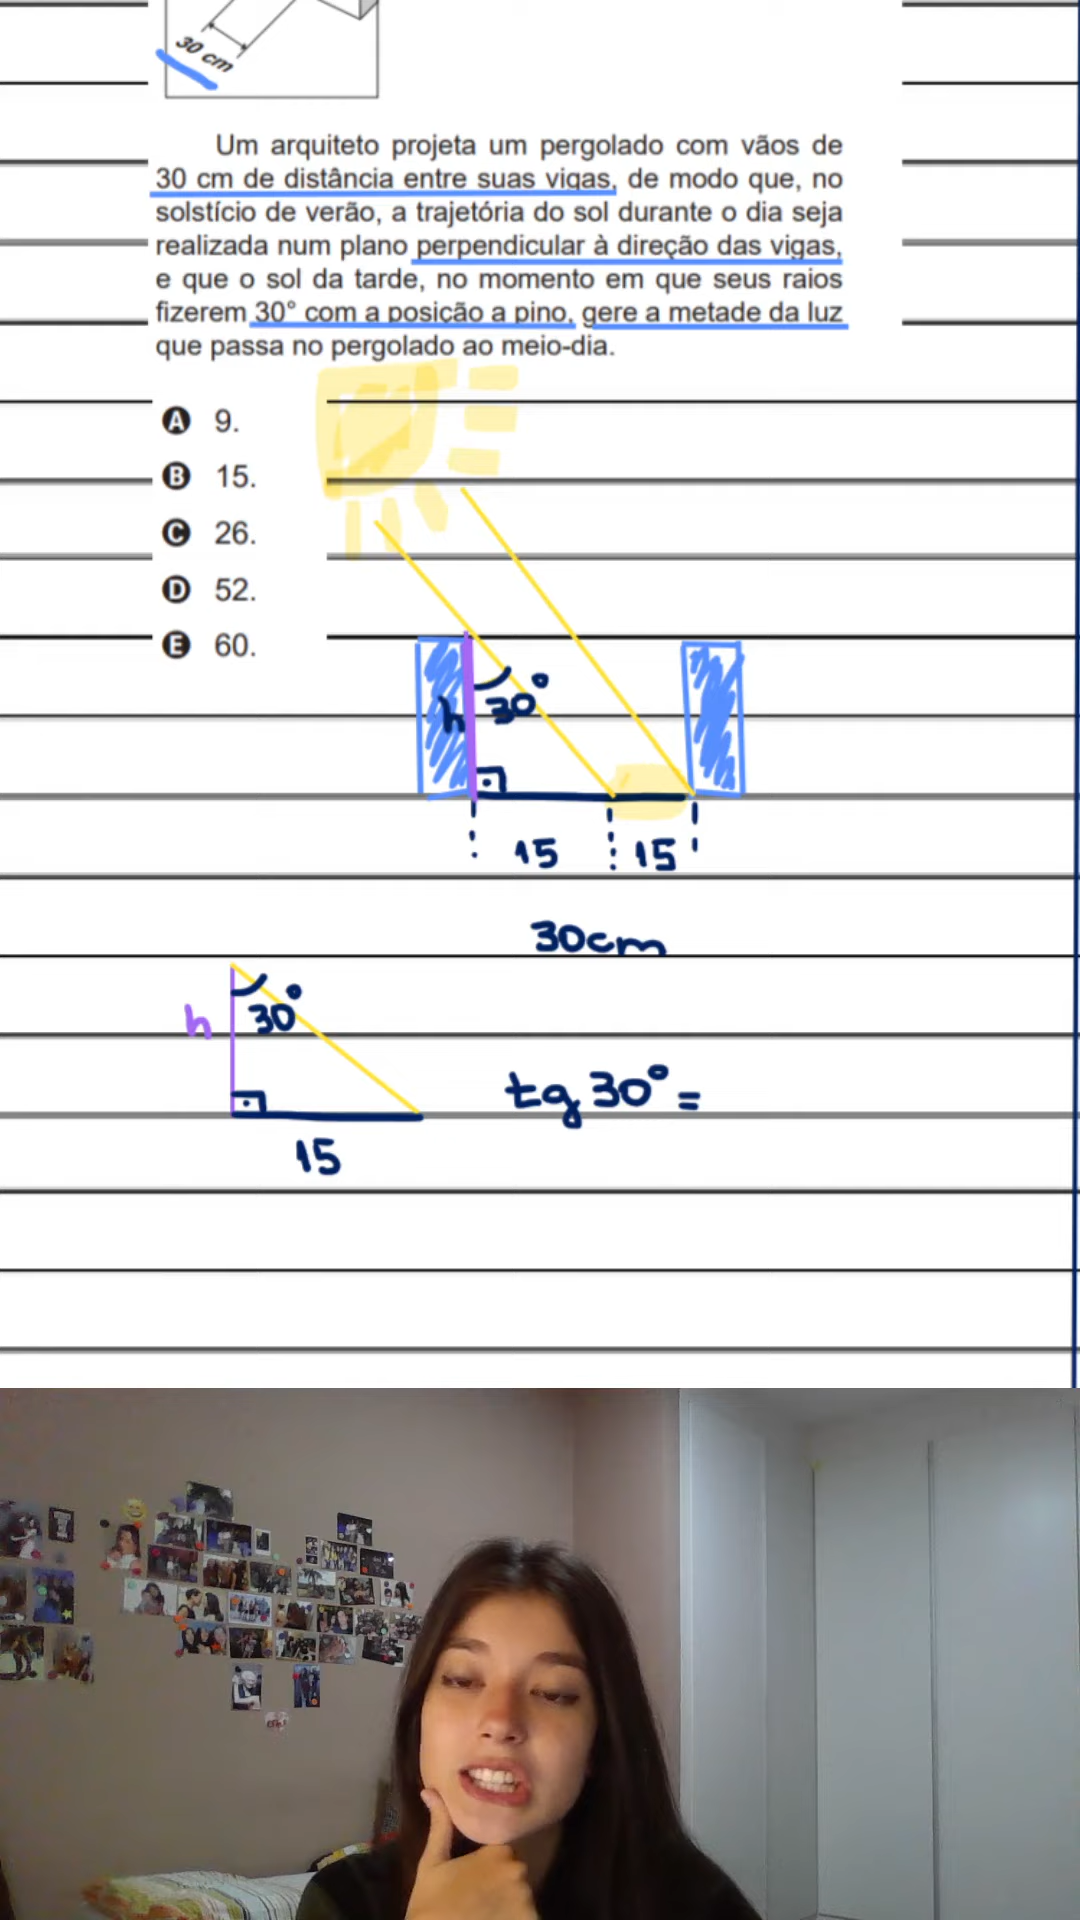 30 cm
Um arquiteto projeta um pergolado com vãos de
30 cm de distância entre suas vigas, de modo que, no
solstício de verão, a trajetória do sol durante o dia seja
realizada num plano perpendicular à direção das vigas,
e que o sol da tarde, no momento em que seus raios
fizerem 30° com a posição a pino, gere a metade da luz
que passa no pergolado ao meio-dia.
A 9.
B 15.
C 26.
D 52.
E 60.
h 30°
15 15
30cm
h 30°
tg 30° =
15